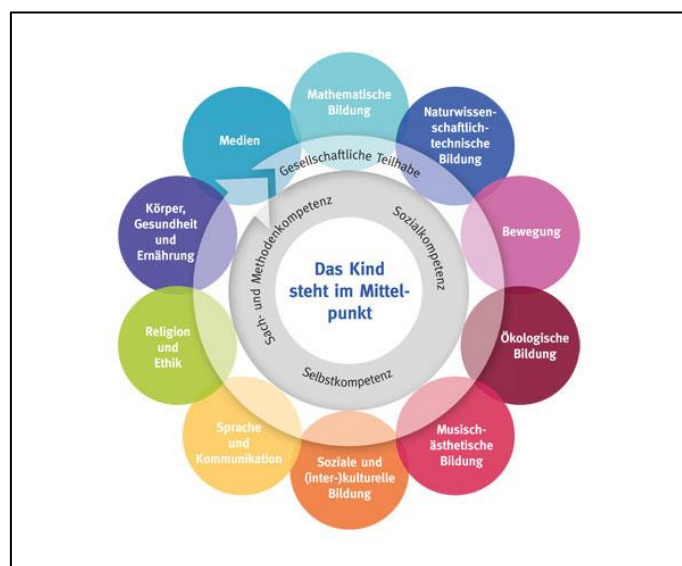 Mathematische
Bildung
Naturwissen-
schaftlich-
technische
Bildung
Bewegung
Ökologische
Bildung
Musisch-
ästhetische
Bildung
Soziale und
(inter-)kulturelle
Bildung
Sprache
und
Kommunikation
Religion
und
Ethik
Körper,
Gesundheit
und
Ernährung
Medien
Gesellschaftliche Teilhabe
Sach- und Methodenkompetenz
Sozialkompetenz
Selbstkompetenz
Das Kind
steht im Mittel-
punkt